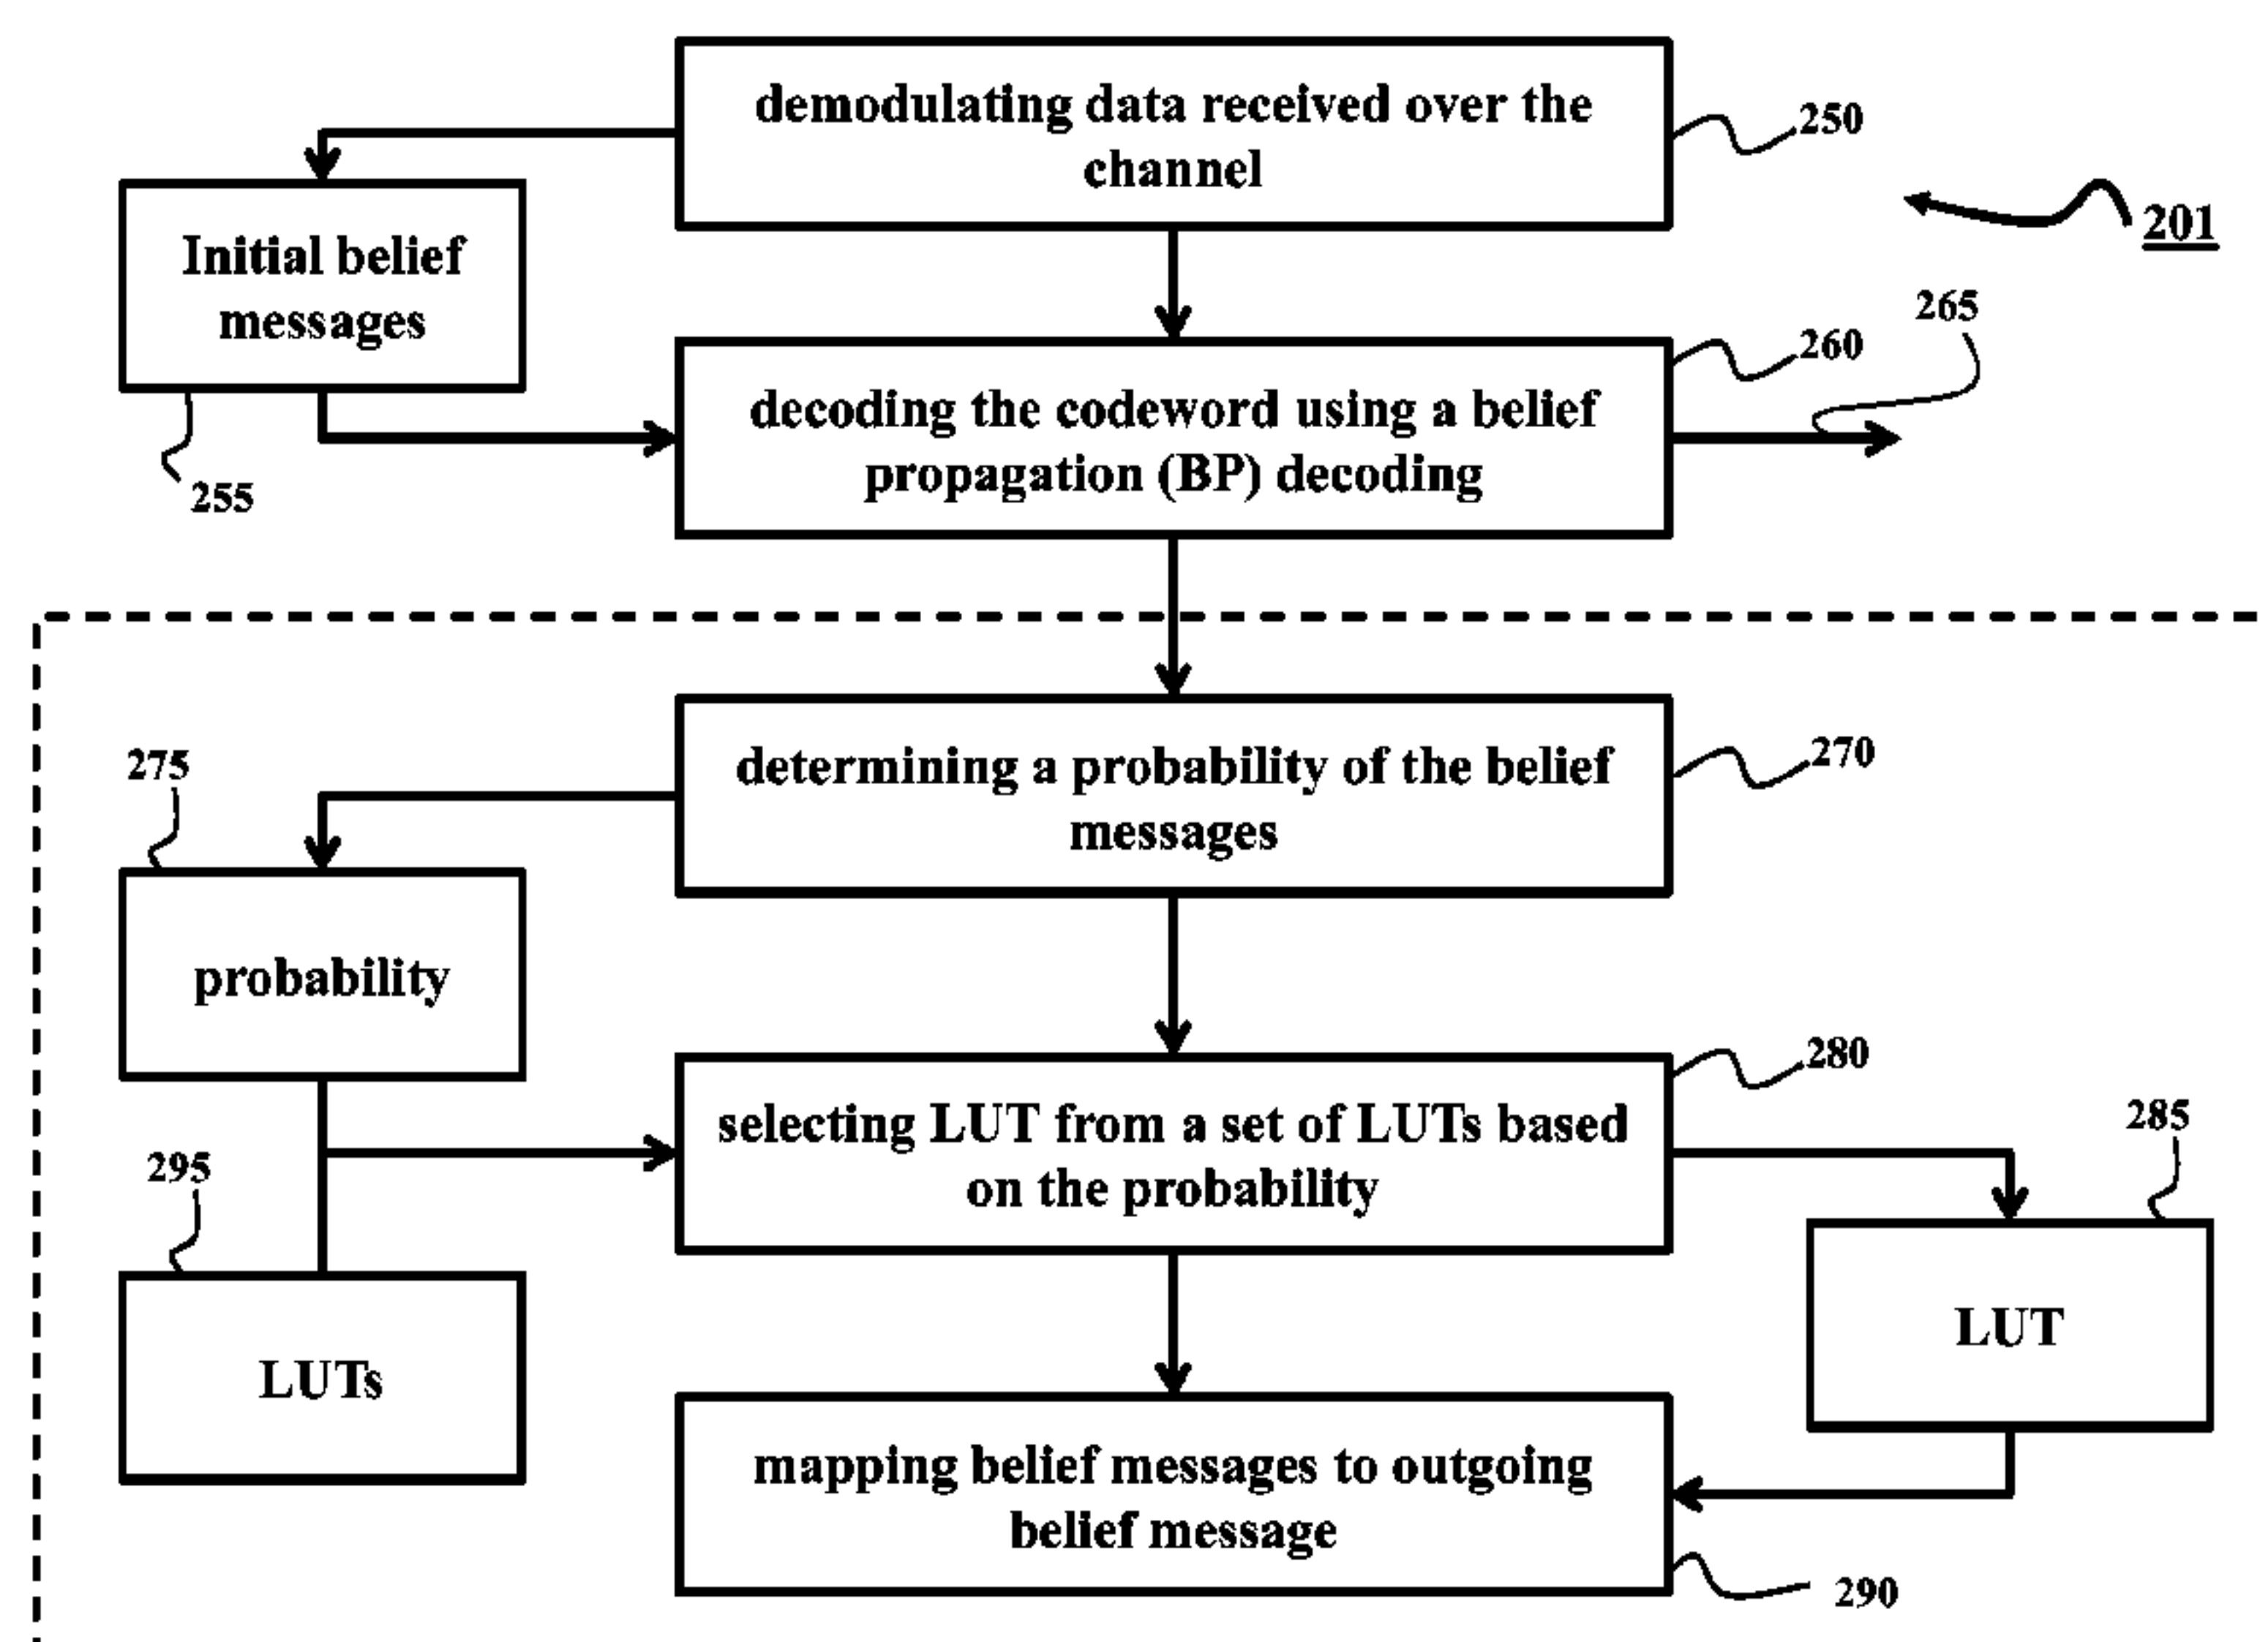 demodulating data received over the
channel
250
201
Initial belief
messages
255
265
260
decoding the codeword using a belief
propagation (BP) decoding
270
determining a probability of the belief
messages
275
probability
280
selecting LUT from a set of LUTs based
on the probability
285
295
LUT
LUTs
mapping belief messages to outgoing
belief message
290